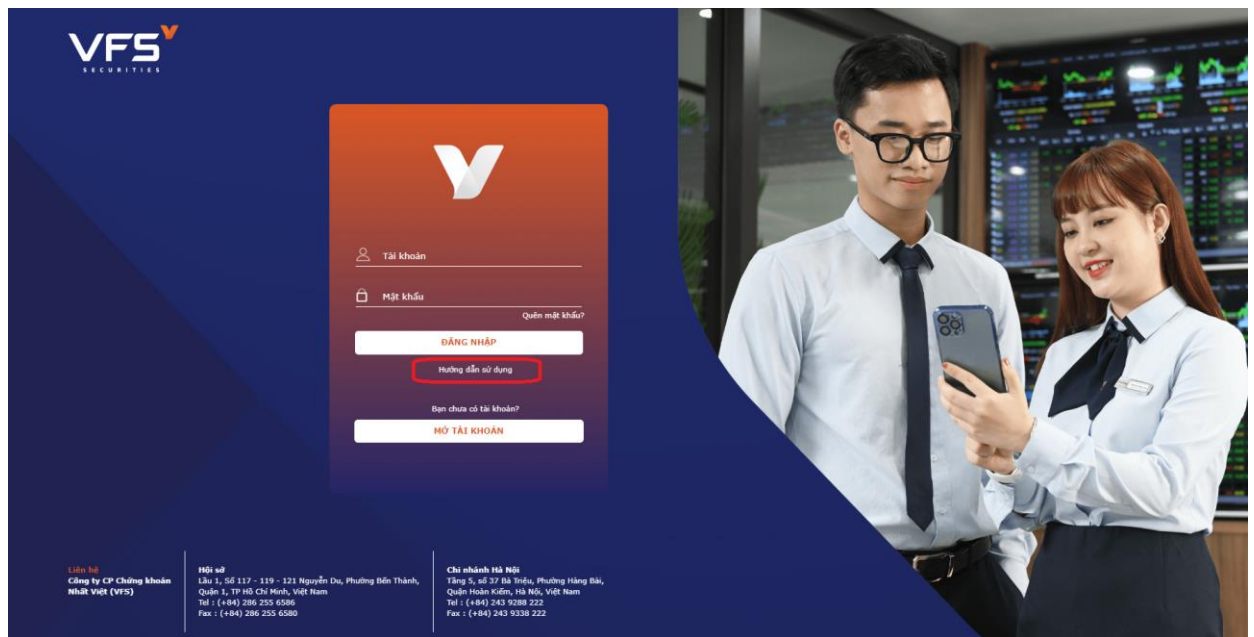 VFS
SECURITIES
Tài khoản
Mật khẩu
Quên mật khẩu?
ĐĂNG NHẬP
Hướng dẫn sử dụng
Bạn chưa có tài khoản?
MỞ TÀI KHOẢN
Liên hệ
Công ty CP Chứng khoán
Nhất Việt (VFS)
Hội sở
Lầu 1, Số 117 - 119 - 121 Nguyễn Du, Phường Bến Thành,
Quận 1, TP Hồ Chí Minh, Việt Nam
Tel : (+84) 286 255 6586
Fax : (+84) 286 255 6580
Chi nhánh Hà Nội
Tầng 5, số 37 Bà Triệu, Phường Hàng Bài,
Quận Hoàn Kiếm, Hà Nội, Việt Nam
Tel : (+84) 243 9288 222
Fax : (+84) 243 9338 222